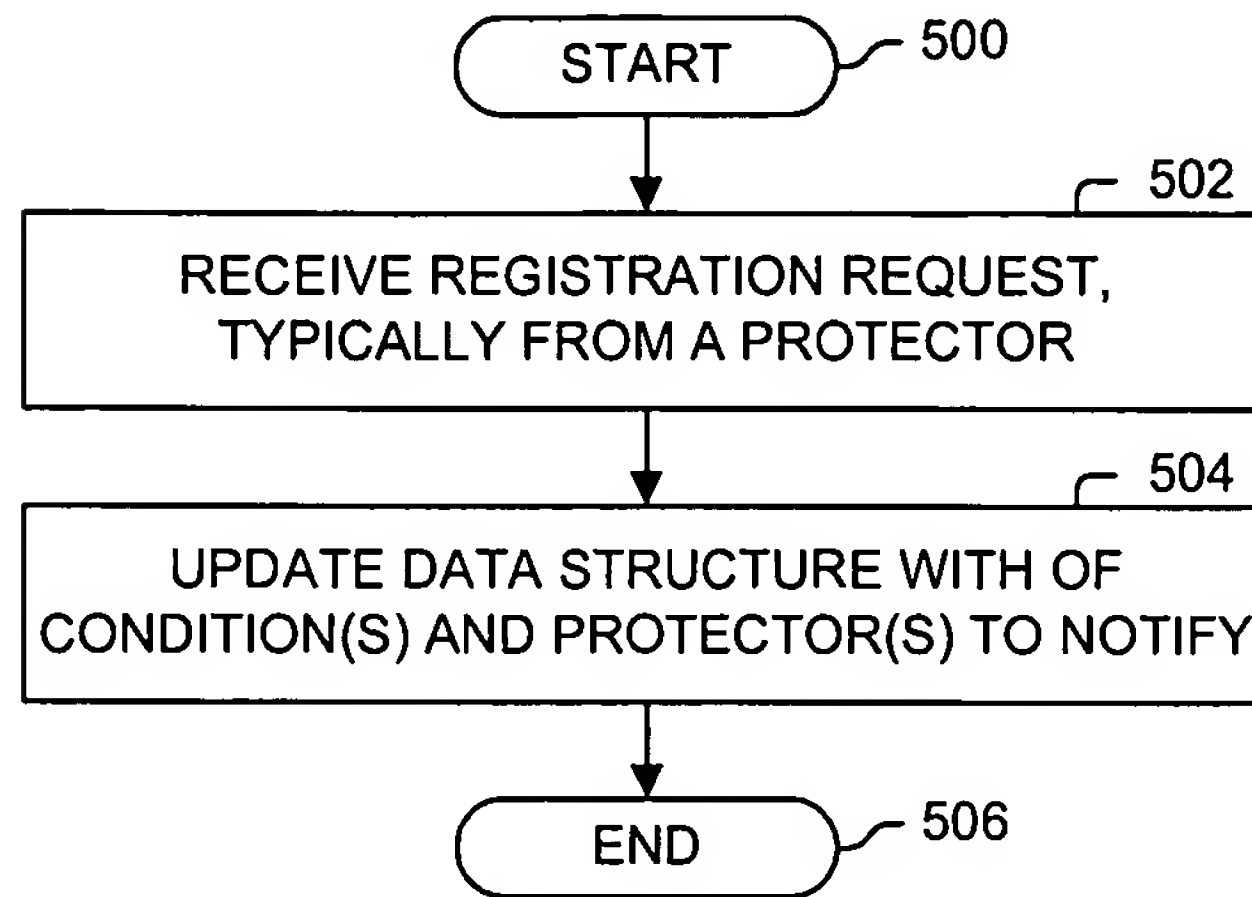 START
500
502
RECEIVE REGISTRATION REQUEST,
TYPICALLY FROM A PROTECTOR
504
UPDATE DATA STRUCTURE WITH OF
CONDITION(S) AND PROTECTOR(S) TO NOTIFY
END
506